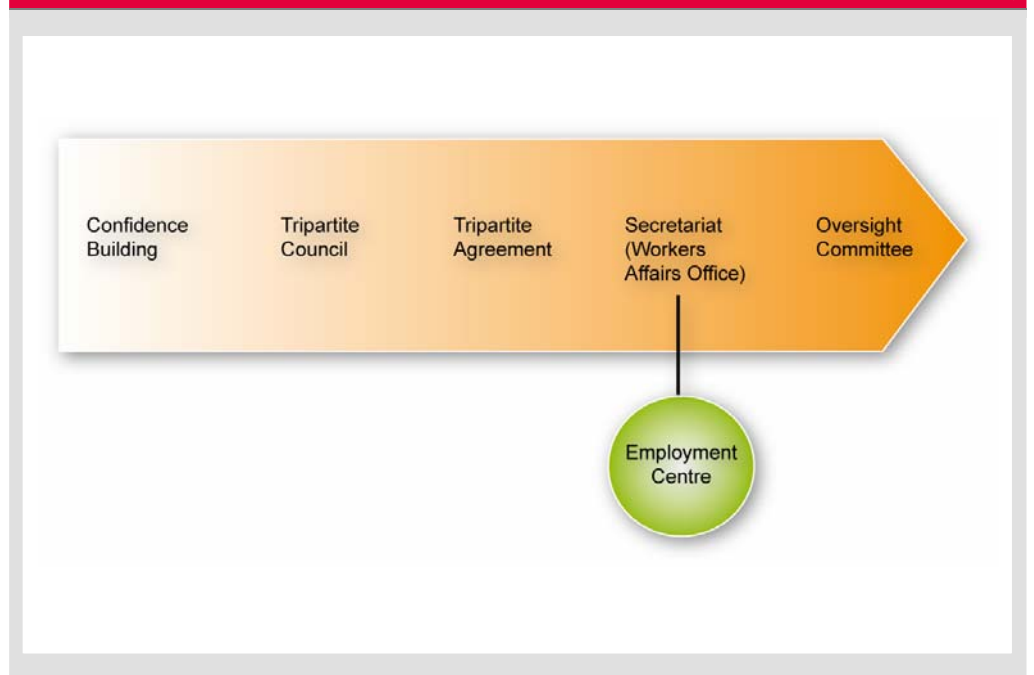 Confidence
Building
Tripartite
Council
Tripartite
Agreement
Secretariat
(Workers
Affairs Office)
Oversight
Committee
Employment
Centre